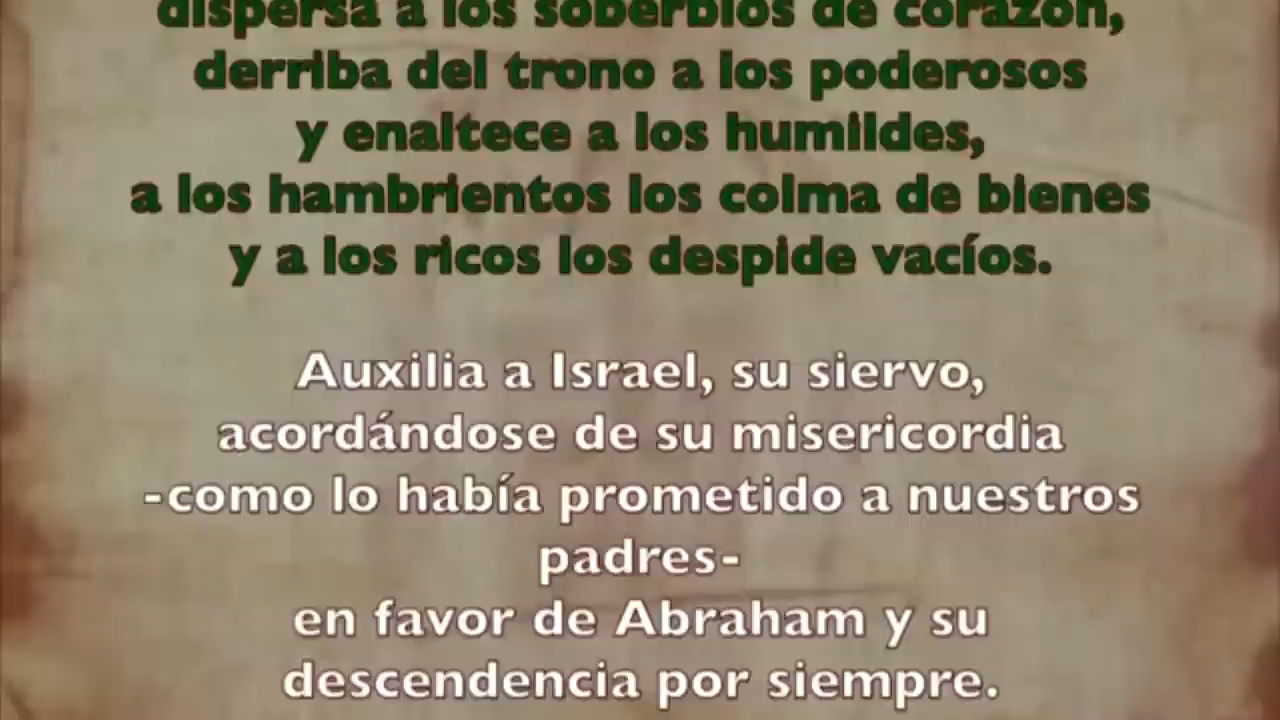 dispersa a los soberbios de corazón,
derriba del trono a los poderosos
y enaltece a los humildes,
a los hambrientos los colma de bienes
y a los ricos los despide vacíos.
Auxilia a Israel, su siervo,
acordándose de su misericordia
-como lo había prometido a nuestros
padres-
en favor de Abraham y su
descendencia por siempre.